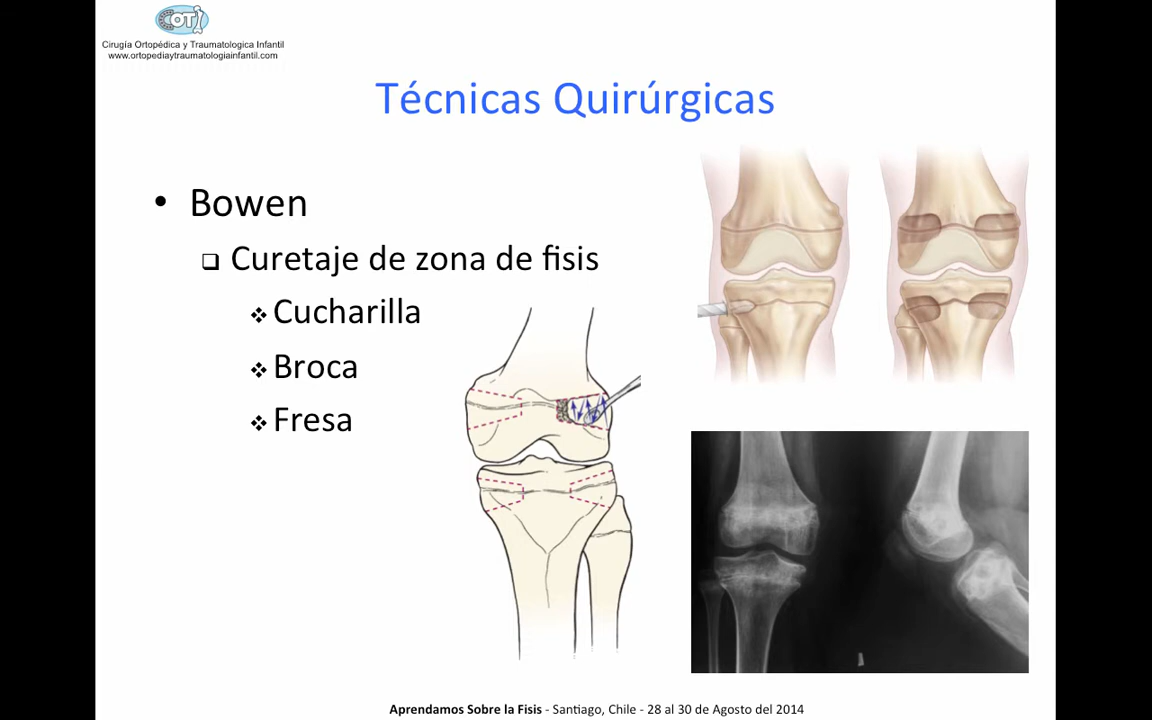 COT
Cirugía Ortopédica y Traumatologica Infantil
www.ortopediaytraumatologiainfantil.com
Técnicas Quirúrgicas
• Bowen
❑ Curetaje de zona de fisis
❖ Cucharilla
❖ Broca
❖ Fresa
Aprendamos Sobre la Fisis - Santiago, Chile - 28 al 30 de Agosto del 2014